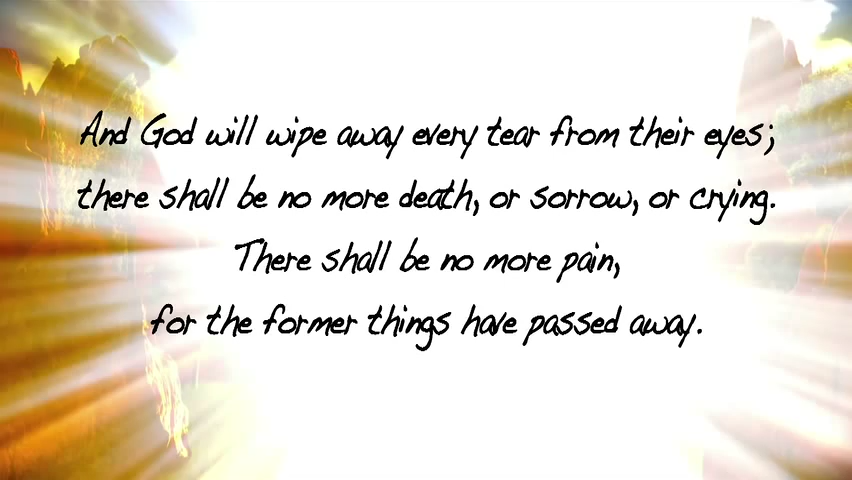 And God will wipe away every tear from their eyes;
there shall be no more death, or sorrow, or crying.
There shall be no more pain,
for the former things have passed away.